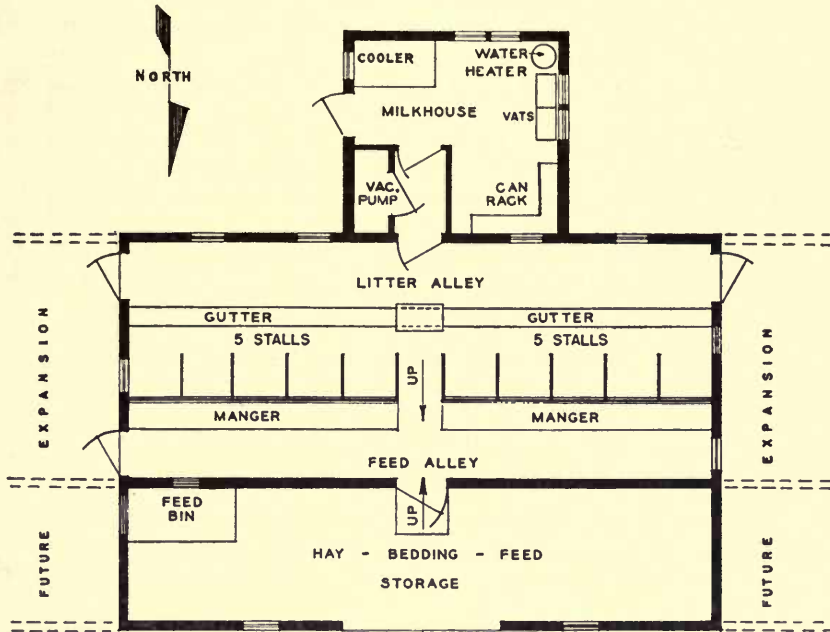 NORTH
COOLER
WATER
HEATER
MILKHOUSE
VATS
VAC.
PUMP
CAN
RACK
LITTER ALLEY
GUTTER
GUTTER
5 STALLS
5 STALLS
UP
MANGER
MANGER
EXPANSION
EXPANSION
FEED ALLEY
FEED
BIN
UP
HAY - BEDDING - FEED
STORAGE
FUTURE
FUTURE